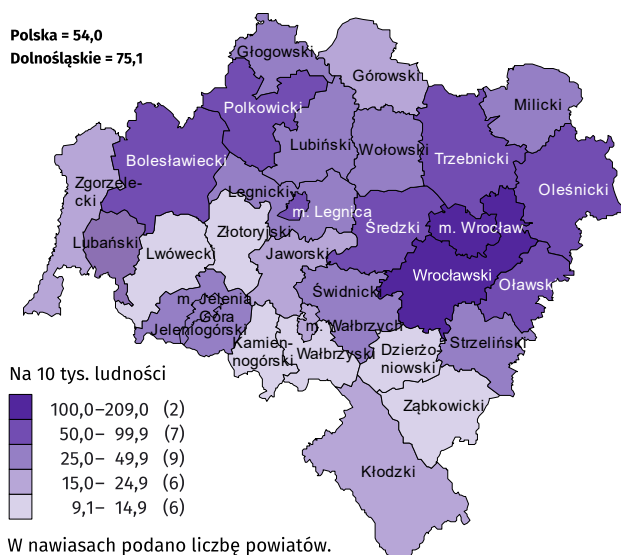 Polska = 54,0
Dolnośląskie = 75,1
Głogowski
Górowski
Polkowicki
Milicki
Lubiński
Wołowski
Trzebnicki
Bolesławiecki
Zgorzele-
cki
Oleśnicki
Legnicki
m. Legnica
Średzki
m. Wrocław
Lubański
Lwówecki
Złotoryjski
Jaworski
Wrocławski
Oławski
Świdnicki
m. Jelenia
Góra
Jeleniogórski
m. Wałbrzych
Kamien-
nogórski
Wałbrzyski
Dzierżo-
niowski
Strzeliński
Ząbkowicki
Kłodzki
Na 10 tys. ludności
100,0–209,0 (2)
50,0– 99,9 (7)
25,0– 49,9 (9)
15,0– 24,9 (6)
9,1– 14,9 (6)
W nawiasach podano liczbę powiatów.